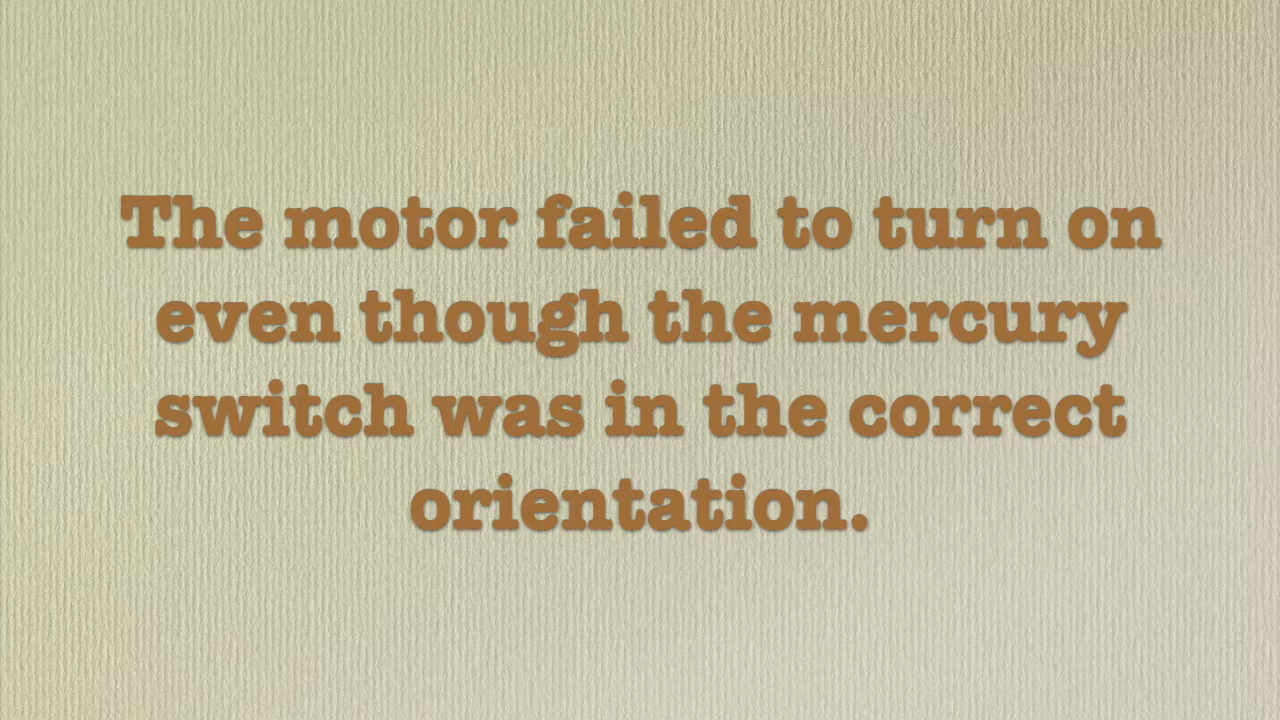 The motor failed to turn on
even though the mercury
switch was in the correct
orientation.